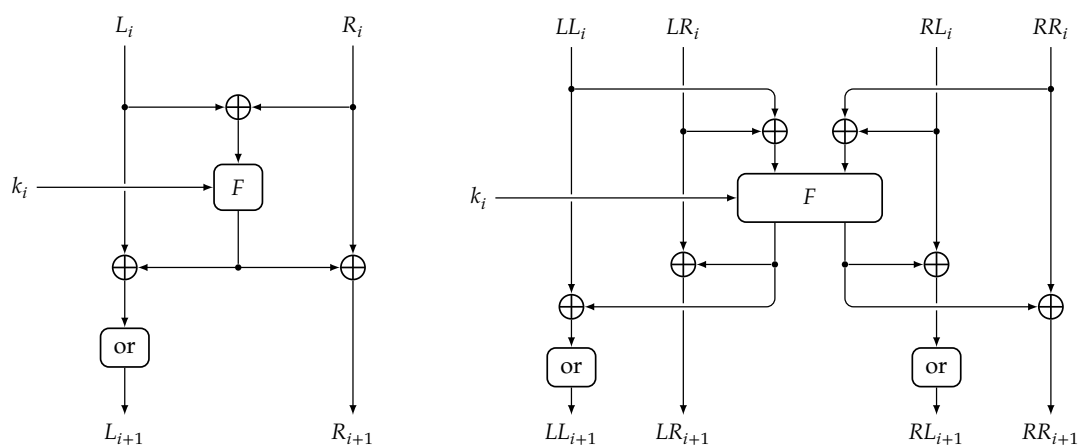 L_i R_i LL_i LR_i RL_i RR_i
k_i F k_i F
or or or
L_{i+1} R_{i+1} LL_{i+1} LR_{i+1} RL_{i+1} RR_{i+1}